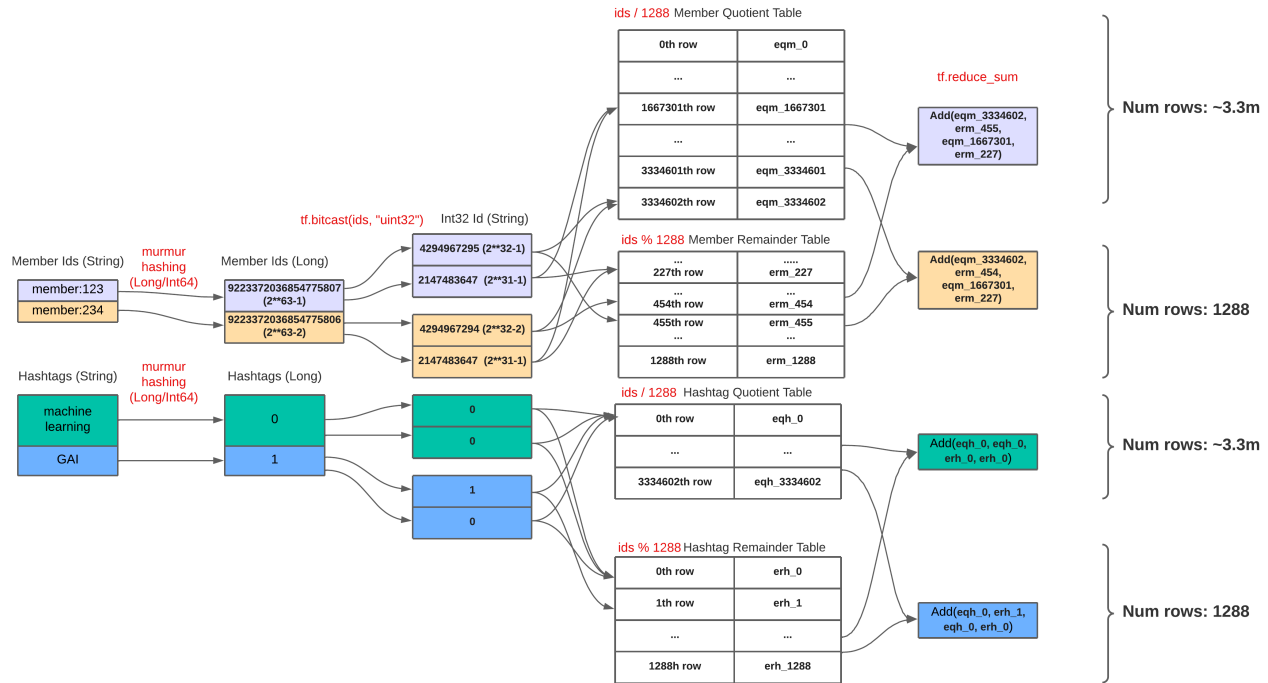 ids / 1288 Member Quotient Table
0th row
eqm_0
...
...
1667301th row
eqm_1667301
...
...
3334601th row
eqm_3334601
3334602th row
eqm_3334602
tf.reduce_sum
Add(eqm_3334602,
erm_455,
eqm_1667301,
erm_227)
Num rows: ~3.3m
tf.bitcast(ids, "uint32")
Int32 Id (String)
4294967295 (2**32-1)
2147483647 (2**31-1)
4294967294 (2**32-2)
2147483647 (2**31-1)
Member Ids (String)
member:123
member:234
murmur
hashing
(Long/Int64)
Member Ids (Long)
9223372036854775807
(2**63-1)
9223372036854775806
(2**63-2)
ids % 1288 Member Remainder Table
...
.....
227th row
erm_227
...
...
454th row
erm_454
455th row
erm_455
...
...
1288th row
erm_1288
Add(eqm_3334602,
erm_454,
eqm_1667301,
erm_227)
Num rows: 1288
Hashtags (String)
machine
learning
GAI
murmur
hashing
(Long/Int64)
Hashtags (Long)
0
1
0
0
1
0
ids / 1288 Hashtag Quotient Table
0th row
eqh_0
...
...
3334602th row
eqh_3334602
Add(eqh_0, eqh_0,
erh_0, erh_0)
Num rows: ~3.3m
ids % 1288 Hashtag Remainder Table
0th row
erh_0
1th row
erh_1
...
...
1288h row
erh_1288
Add(eqh_0, erh_1,
eqh_0, erh_0)
Num rows: 1288